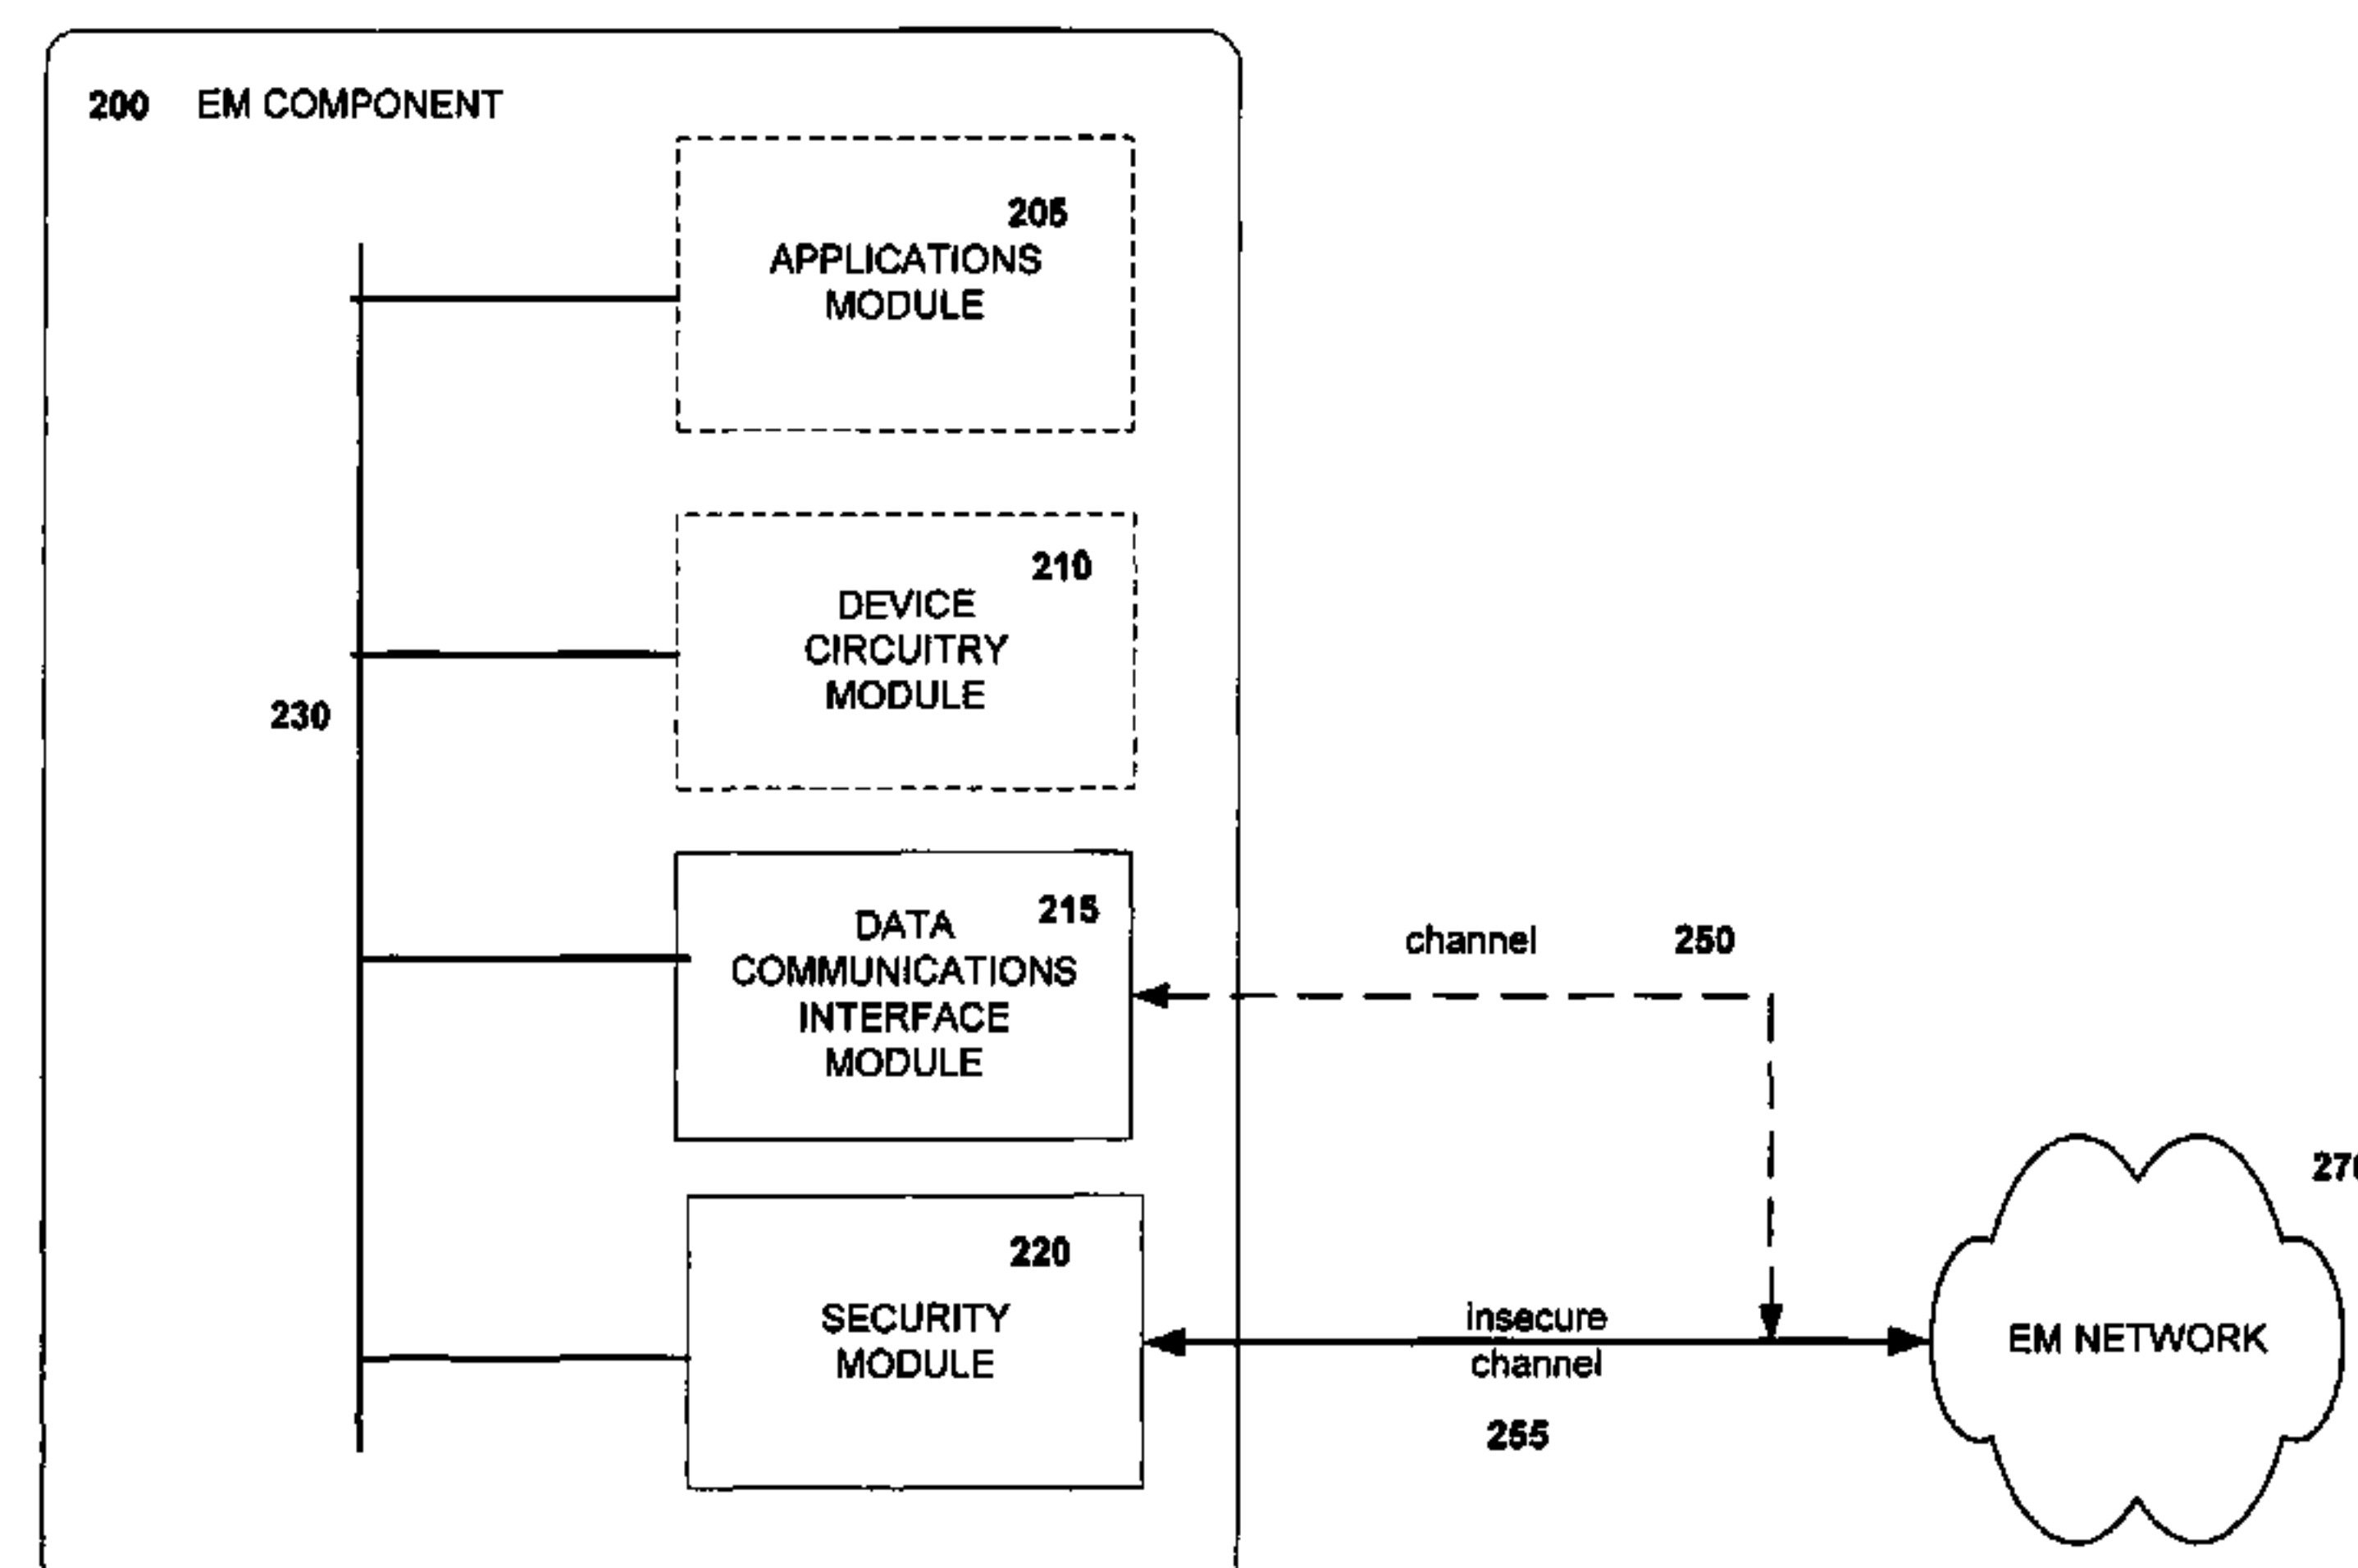 200 EM COMPONENT
205
APPLICATIONS
MODULE
210
DEVICE
CIRCUITRY
MODULE
230
215
DATA
COMMUNICATIONS
INTERFACE
MODULE
channel 250
270
220
SECURITY
MODULE
insecure
channel
255
EM NETWORK